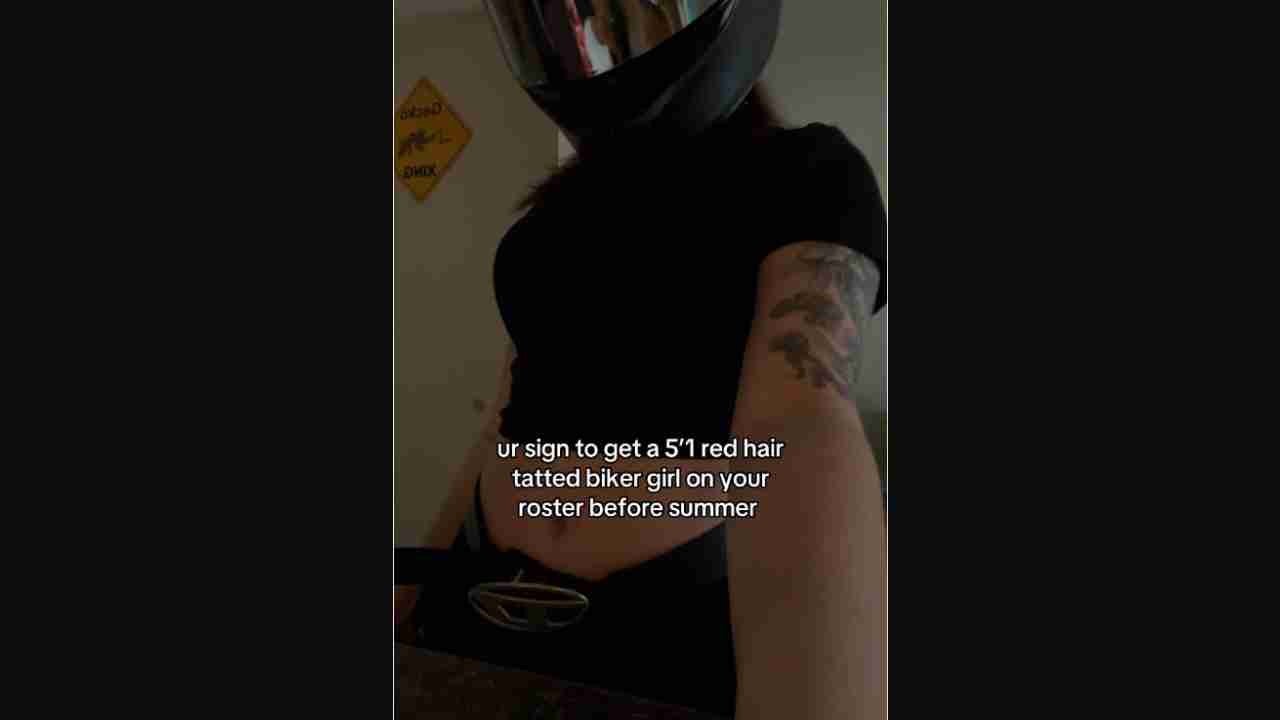 Gecko
XING
ur sign to get a 5'1 red hair
tatted biker girl on your
roster before summer